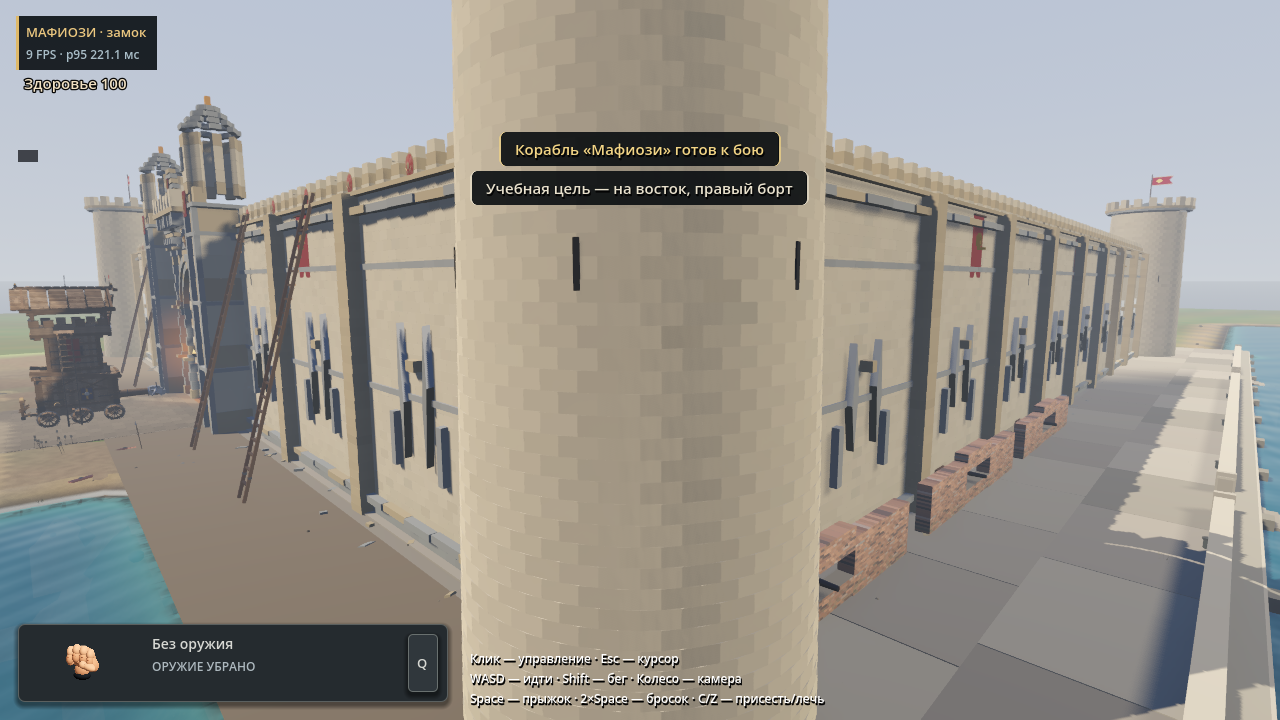 МАФИОЗИ · замок
9 FPS · p95 221.1 мс
Здоровье 100
Корабль «Мафиози» готов к бою
Учебная цель — на восток, правый борт
Без оружия
ОРУЖИЕ УБРАНО
Q
Клик — управление · Esc — курсор
WASD — идти · Shift — бег · Колесо — камера
Space — прыжок · 2×Space — бросок · C/Z — присесть/лечь